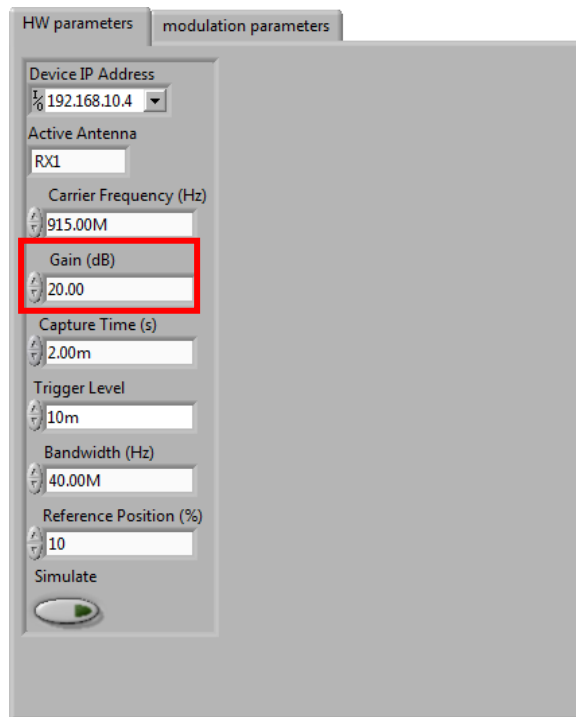 HW parameters
modulation parameters
Device IP Address
I/0 192.168.10.4
Active Antenna
RX1
Carrier Frequency (Hz)
915.00M
Gain (dB)
20.00
Capture Time (s)
2.00m
Trigger Level
10m
Bandwidth (Hz)
40.00M
Reference Position (%)
10
Simulate